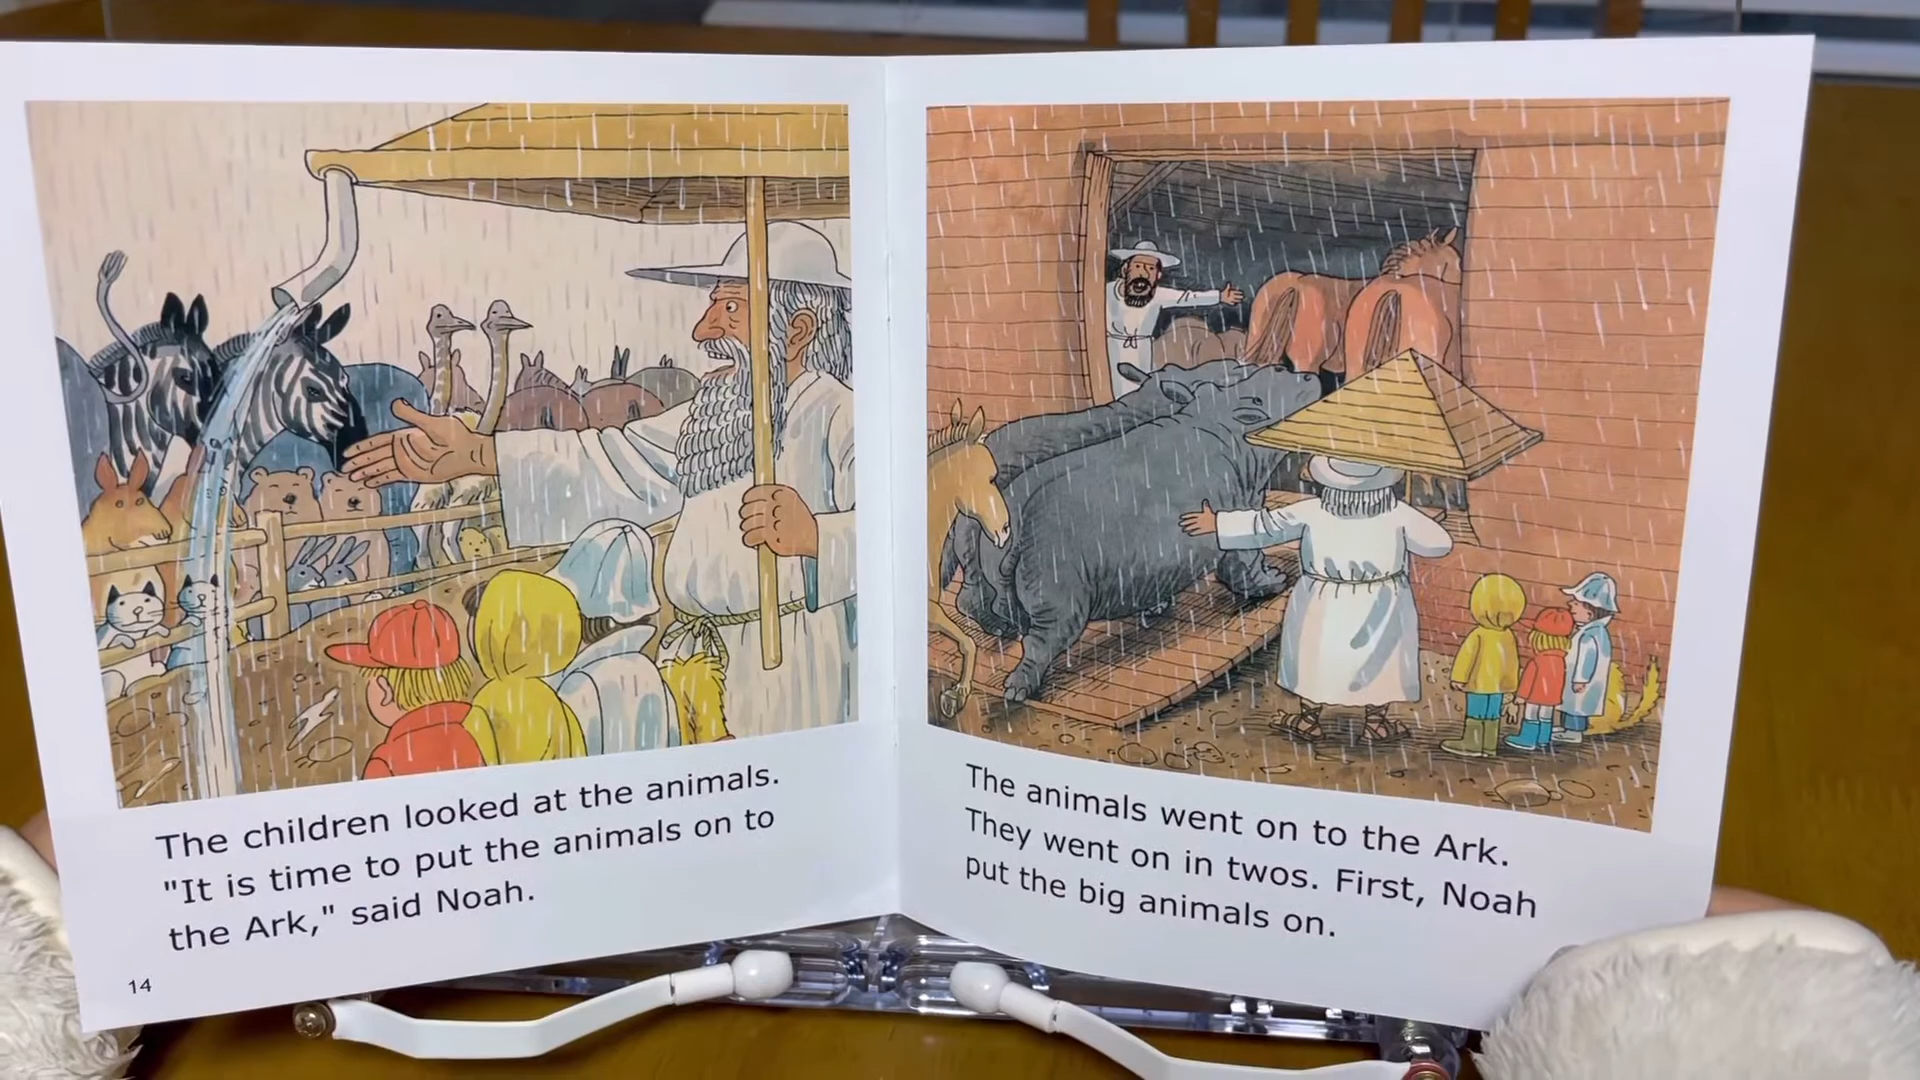 The children looked at the animals.
"It is time to put the animals on to
the Ark," said Noah.
14
The animals went on to the Ark.
They went on in twos. First, Noah
put the big animals on.